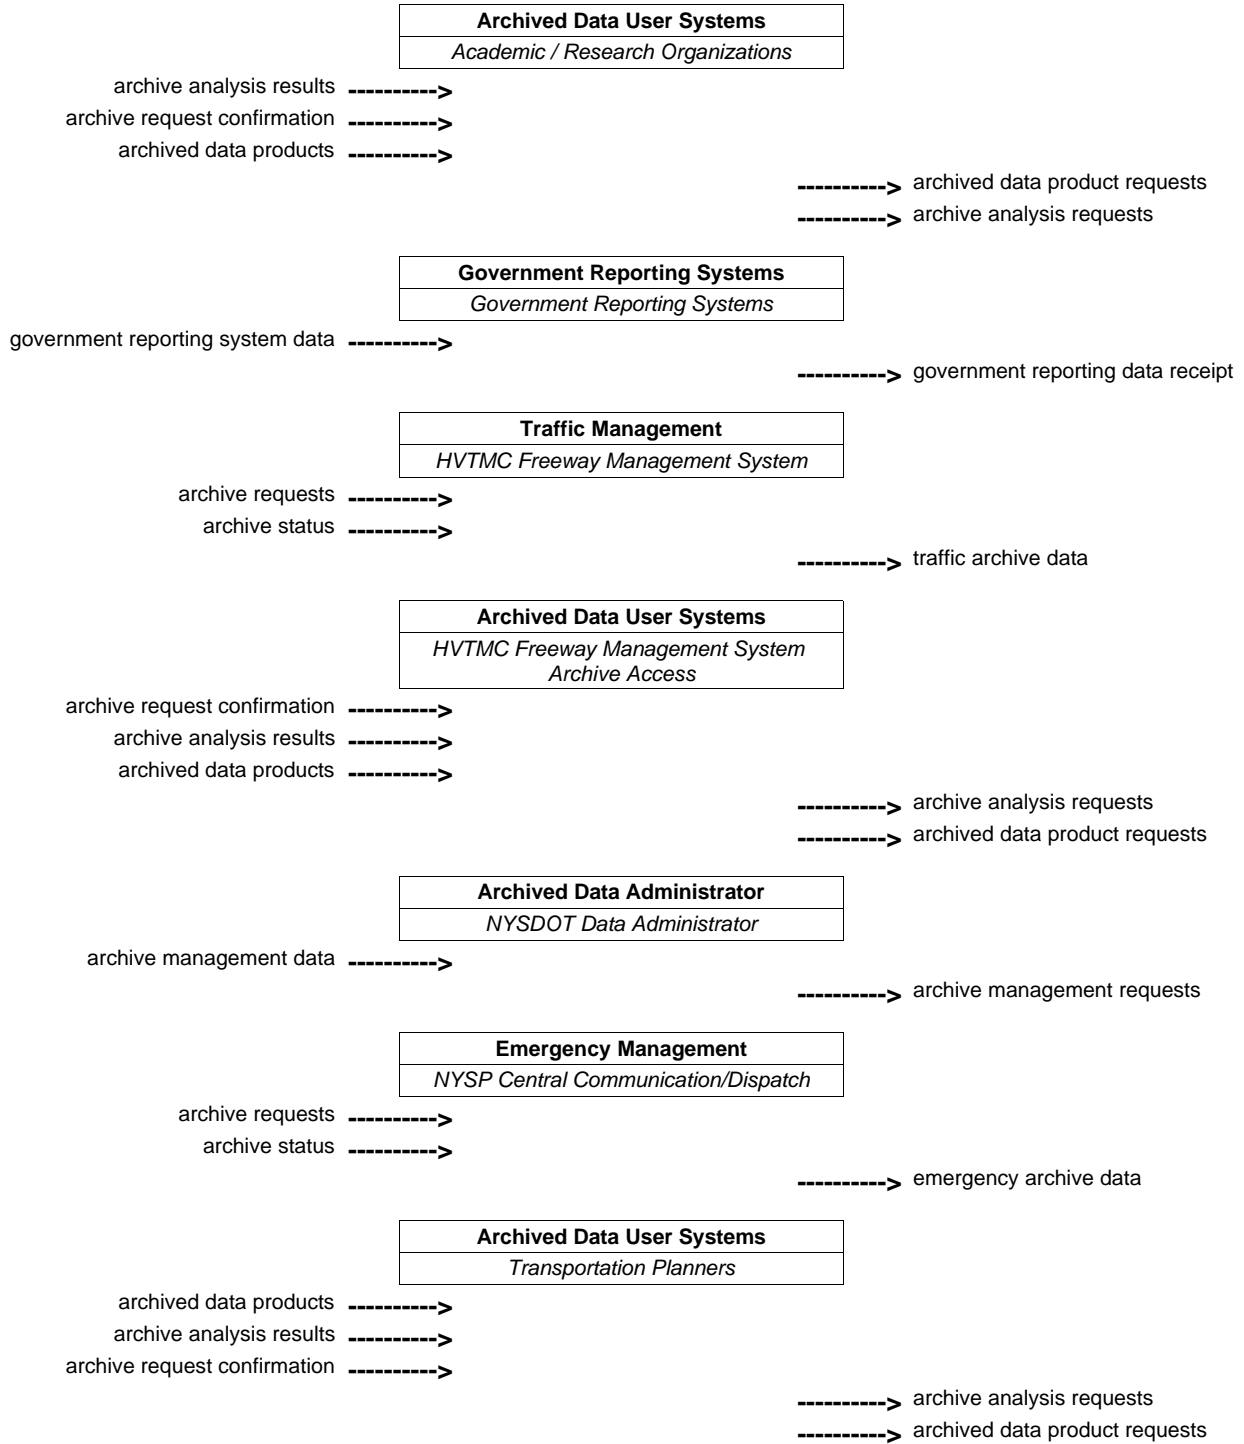 Archived Data User Systems
Academic / Research Organizations
archive analysis results ---------->
archive request confirmation ---------->
archived data products ---------->
----------> archived data product requests
----------> archive analysis requests
Government Reporting Systems
Government Reporting Systems
government reporting system data ---------->
----------> government reporting data receipt
Traffic Management
HVTMC Freeway Management System
archive requests ---------->
archive status ---------->
----------> traffic archive data
Archived Data User Systems
HVTMC Freeway Management System
Archive Access
archive request confirmation ---------->
archive analysis results ---------->
archived data products ---------->
----------> archive analysis requests
----------> archived data product requests
Archived Data Administrator
NYSDOT Data Administrator
archive management data ---------->
----------> archive management requests
Emergency Management
NYSP Central Communication/Dispatch
archive requests ---------->
archive status ---------->
----------> emergency archive data
Archived Data User Systems
Transportation Planners
archived data products ---------->
archive analysis results ---------->
archive request confirmation ---------->
----------> archive analysis requests
----------> archived data product requests